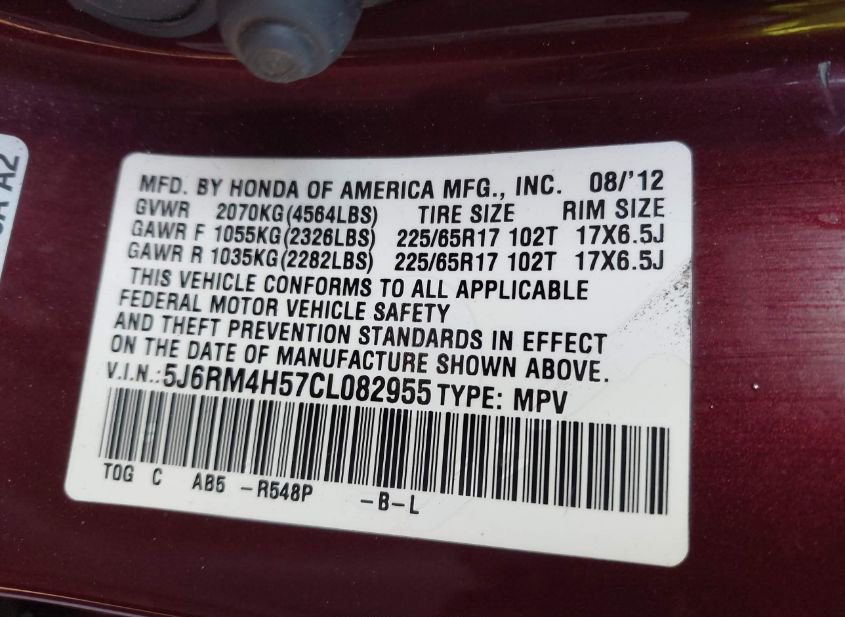 MFD. BY HONDA OF AMERICA MFG., INC. 08/'12
GVWR 2070KG(4564LBS) TIRE SIZE RIM SIZE
GAWR F 1055KG(2326LBS) 225/65R17 102T 17X6.5J
GAWR R 1035KG(2282LBS) 225/65R17 102T 17X6.5J
THIS VEHICLE CONFORMS TO ALL APPLICABLE
FEDERAL MOTOR VEHICLE SAFETY
AND THEFT PREVENTION STANDARDS IN EFFECT
ON THE DATE OF MANUFACTURE SHOWN ABOVE.
V.I.N.:5J6RM4H57CL082955 TYPE: MPV
T0G C AB5 -R548P -B-L
A2